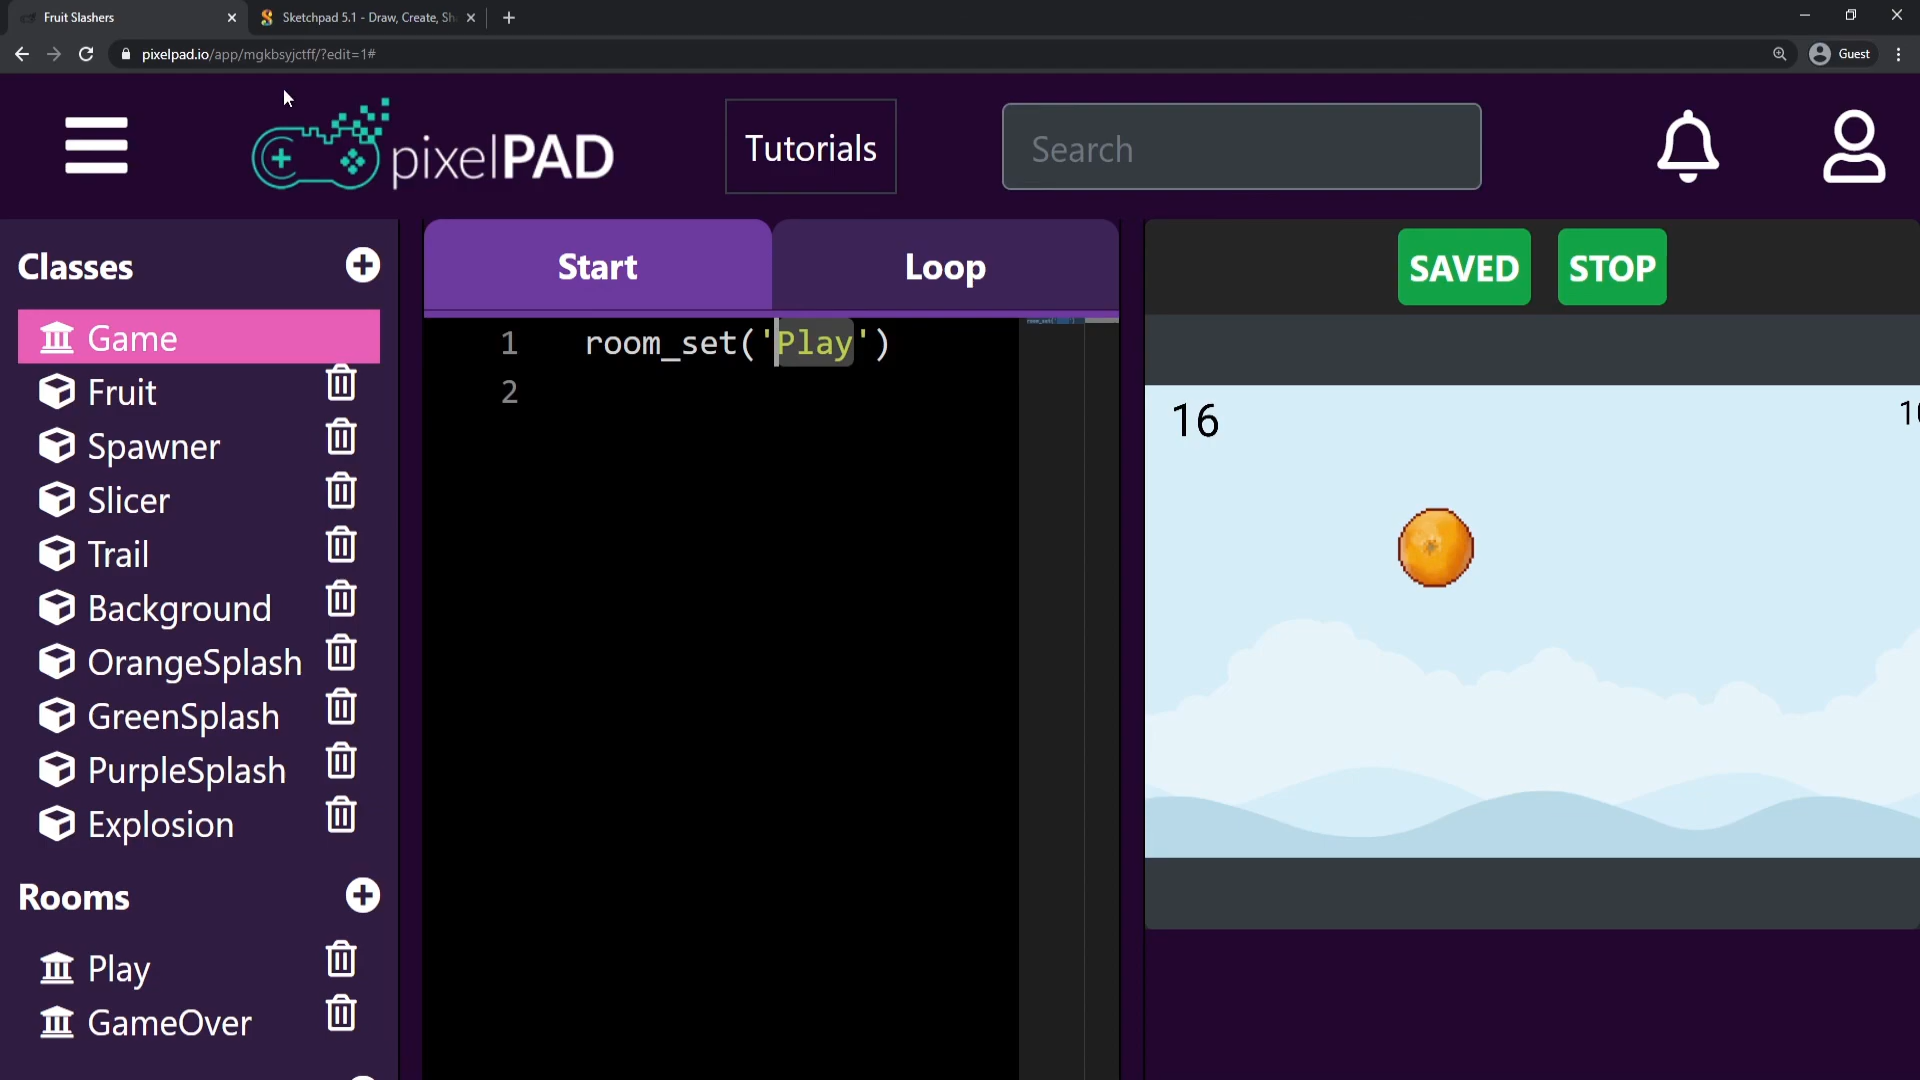 Fruit Slashers
Sketchpad 5.1 - Draw, Create, Sh
pixelpad.io/app/mgkbsyjctff/?edit=1#
Guest
pixelPAD
Tutorials
Search
Classes
Start
Loop
SAVED
STOP
Game
1 room_set('Play')
2
Fruit
Spawner
Slicer
Trail
Background
OrangeSplash
GreenSplash
PurpleSplash
Explosion
16
Rooms
Play
GameOver